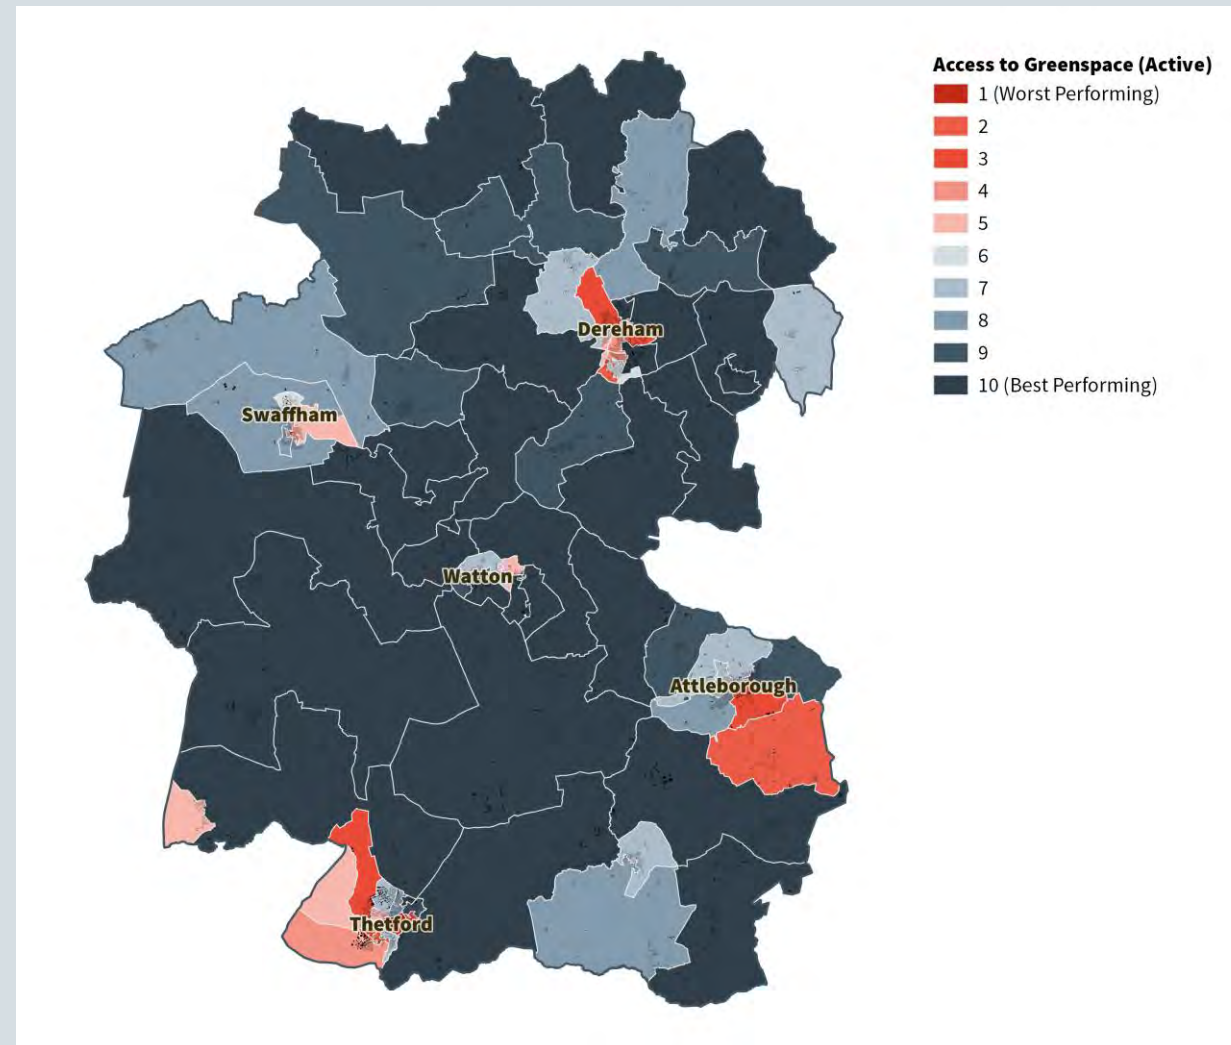 Access to Greenspace (Active)
1 (Worst Performing)
2
3
4
5
6
7
8
9
10 (Best Performing)
Dereham
Swaffham
Watton
Attleborough
Thetford